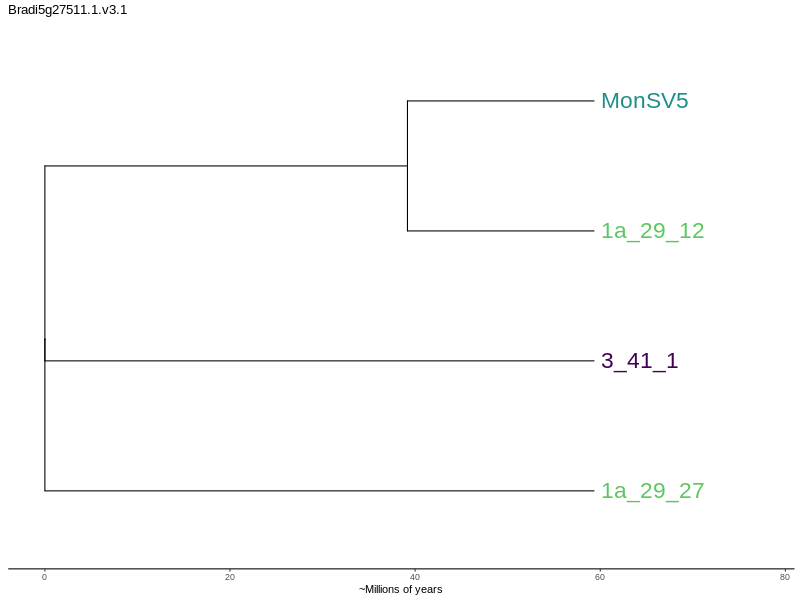 Bradi5g27511.1.v3.1
MonSV5
1a_29_12
3_41_1
1a_29_27
0 20 40 60 80
~Millions of years